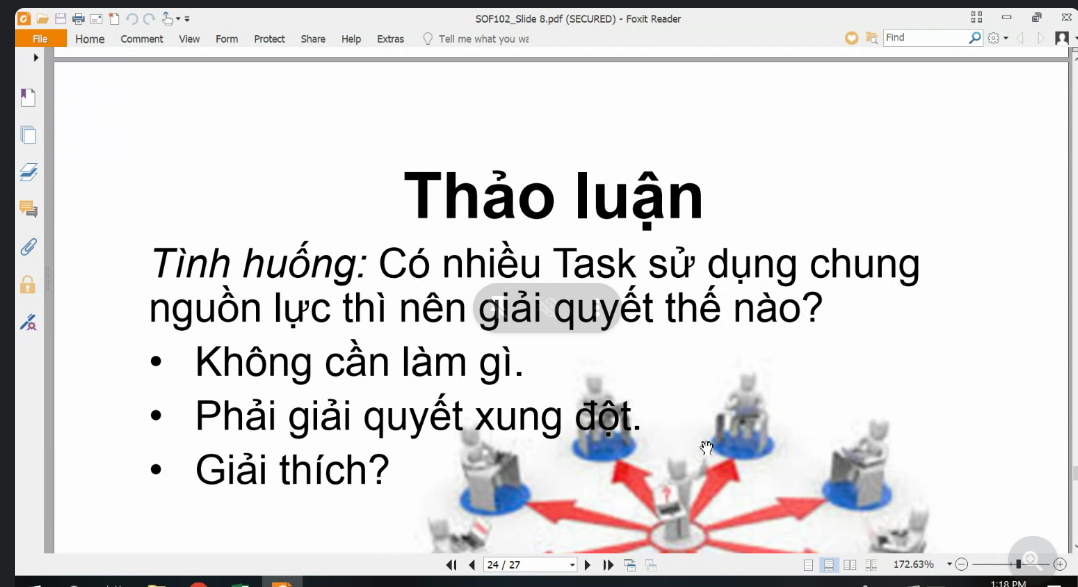 SOF102_Slide 8.pdf (SECURED) - Foxit Reader
File Home Comment View Form Protect Share Help Extras Tell me what you wa Find
Thảo luận
Tình huống: Có nhiều Task sử dụng chung
nguồn lực thì nên giải quyết thế nào?
• Không cần làm gì.
• Phải giải quyết xung đột.
• Giải thích?
24 / 27
172.63%
1:18 PM